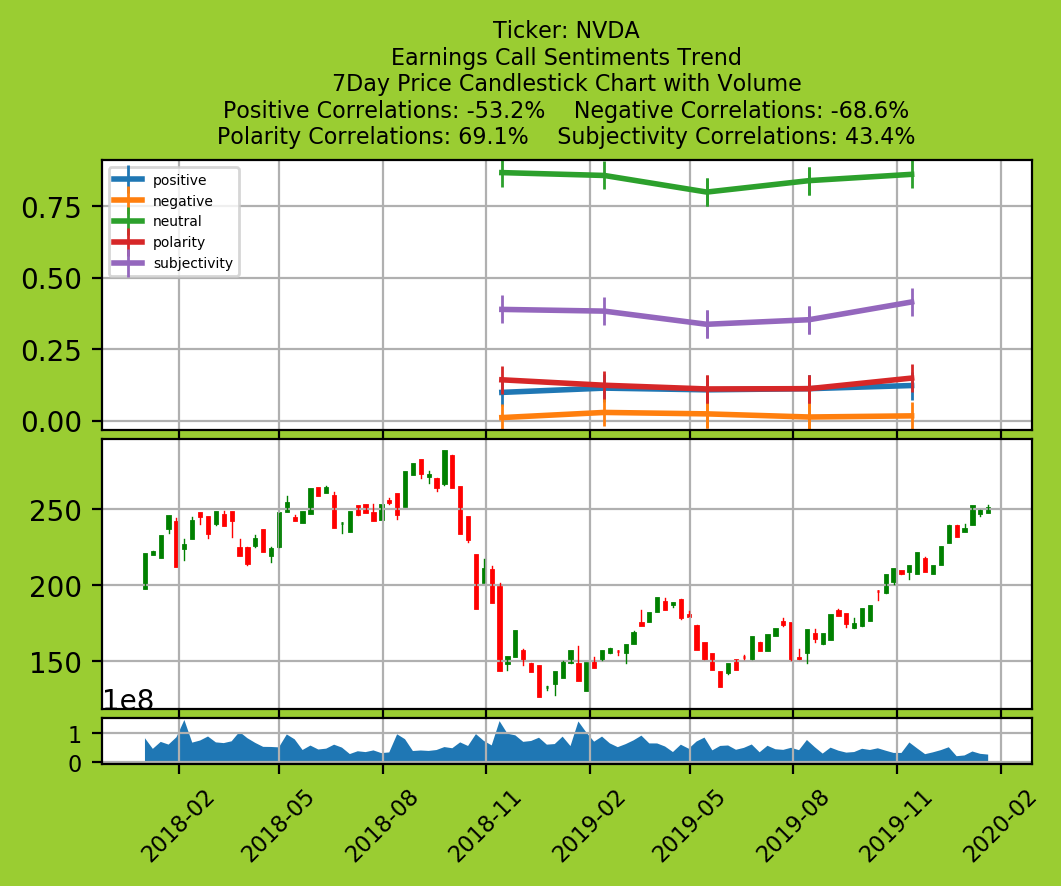 Ticker: NVDA
Earnings Call Sentiments Trend
7Day Price Candlestick Chart with Volume
Positive Correlations: -53.2%    Negative Correlations: -68.6%
Polarity Correlations: 69.1%    Subjectivity Correlations: 43.4%
positive
negative
neutral
polarity
subjectivity
0.75
0.50
0.25
0.00
250
200
150
1e8
1
0
2018-02
2018-05
2018-08
2018-11
2019-02
2019-05
2019-08
2019-11
2020-02